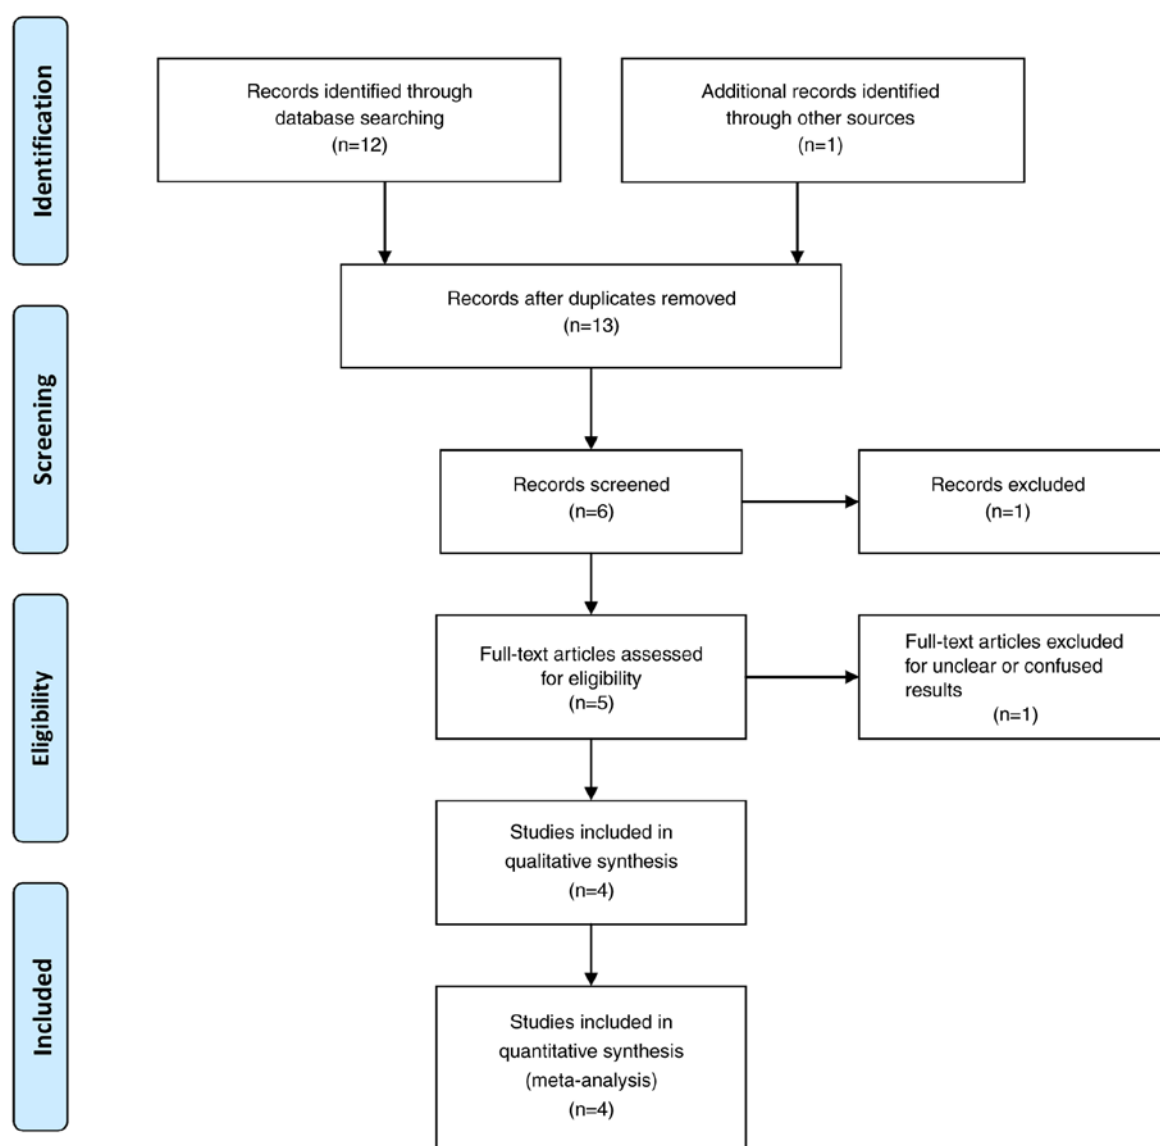 Identification
Records identified through
database searching
(n=12)
Additional records identified
through other sources
(n=1)
Records after duplicates removed
(n=13)
Screening
Records screened
(n=6)
Records excluded
(n=1)
Eligibility
Full-text articles assessed
for eligibility
(n=5)
Full-text articles excluded
for unclear or confused
results
(n=1)
Studies included in
qualitative synthesis
(n=4)
Included
Studies included in
quantitative synthesis
(meta-analysis)
(n=4)